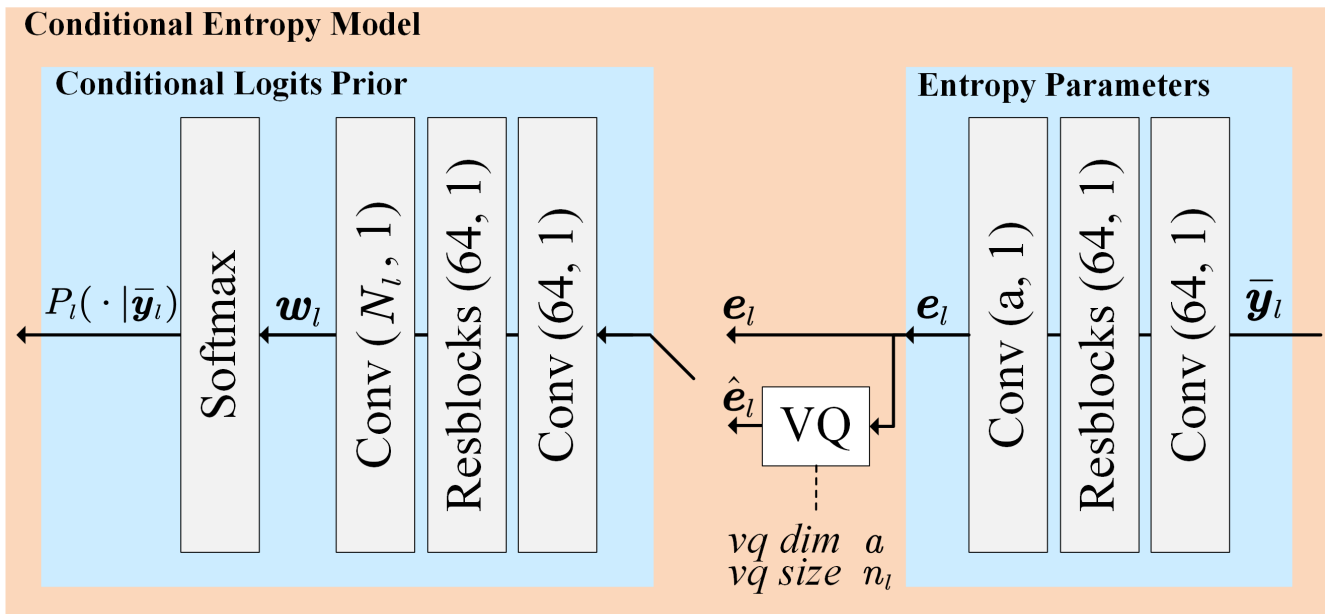 Conditional Entropy Model
Conditional Logits Prior
Entropy Parameters
P_l( · |ȳ_l)
Softmax
w_l
Conv (N_l, 1)
Resblocks (64, 1)
Conv (64, 1)
e_l
ê_l
VQ
vq dim a
vq size n_l
e_l
Conv (a, 1)
Resblocks (64, 1)
Conv (64, 1)
ȳ_l